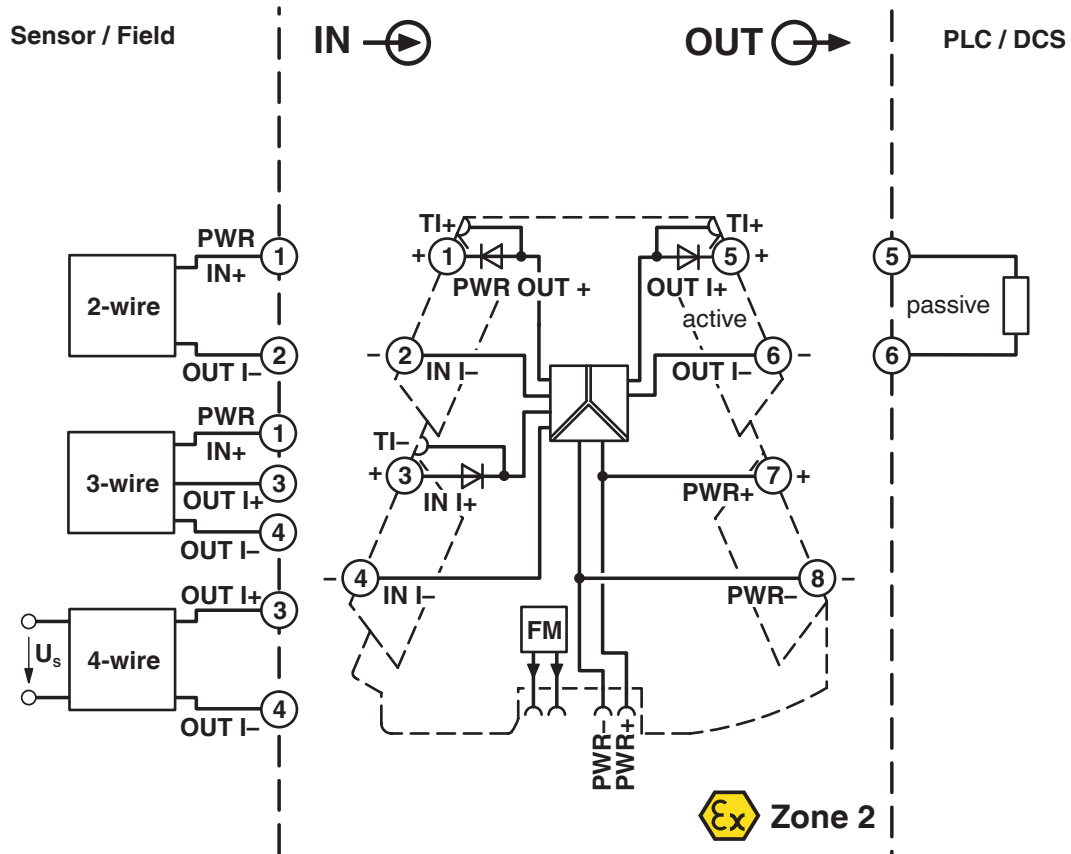 Sensor / Field
IN
OUT
PLC / DCS
2-wire
PWR
IN+
1
OUT I–
2
3-wire
PWR
IN+
1
OUT I+
3
OUT I–
4
U_s
4-wire
OUT I+
3
OUT I–
4
TI+
+
1
PWR OUT +
–
2
IN I–
TI–
+
3
IN I+
–
4
IN I–
TI+
5
+
OUT I+
active
6
–
OUT I–
7
+
PWR+
8
–
PWR–
FM
PWR–
PWR+
5
passive
6
Ex
Zone 2